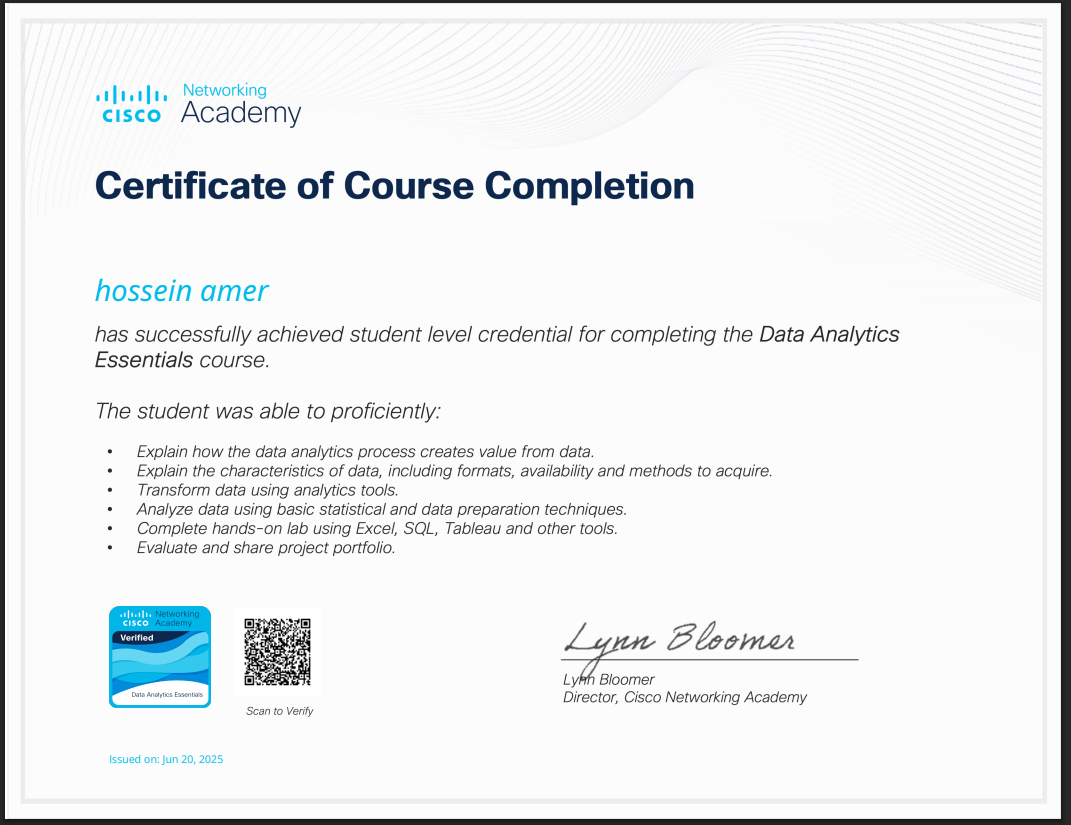 Networking
CISCO Academy
Certificate of Course Completion
hossein amer
has successfully achieved student level credential for completing the Data Analytics
Essentials course.
The student was able to proficiently:
• Explain how the data analytics process creates value from data.
• Explain the characteristics of data, including formats, availability and methods to acquire.
• Transform data using analytics tools.
• Analyze data using basic statistical and data preparation techniques.
• Complete hands-on lab using Excel, SQL, Tableau and other tools.
• Evaluate and share project portfolio.
Networking
CISCO Academy
Verified
Data Analytics Essentials
Scan to Verify
Lynn Bloomer
Lynn Bloomer
Director, Cisco Networking Academy
Issued on: Jun 20, 2025